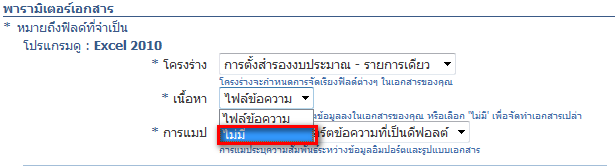 พารามิเตอร์เอกสาร
* หมายถึงฟิลด์ที่จำเป็น
โปรแกรมดู : Excel 2010
* โครงร่าง การตั้งสำรองงบประมาณ - รายการเดียว
โครงร่างจะกำหนดการจัดเรียงฟิลด์ต่างๆ ในเอกสารของคุณ
* เนื้อหา ไฟล์ข้อความ
ไฟล์ข้อความ
ข้อมูลลงในเอกสารของคุณ หรือเลือก 'ไม่มี' เพื่อจัดทำเอกสารเปล่า
* การแมป ไม่มี ร์ตข้อความที่เป็นดีฟอลต์
การแมประบุความสัมพันธ์ระหว่างข้อมูลอิมปอร์ตและรูปแบบเอกสาร